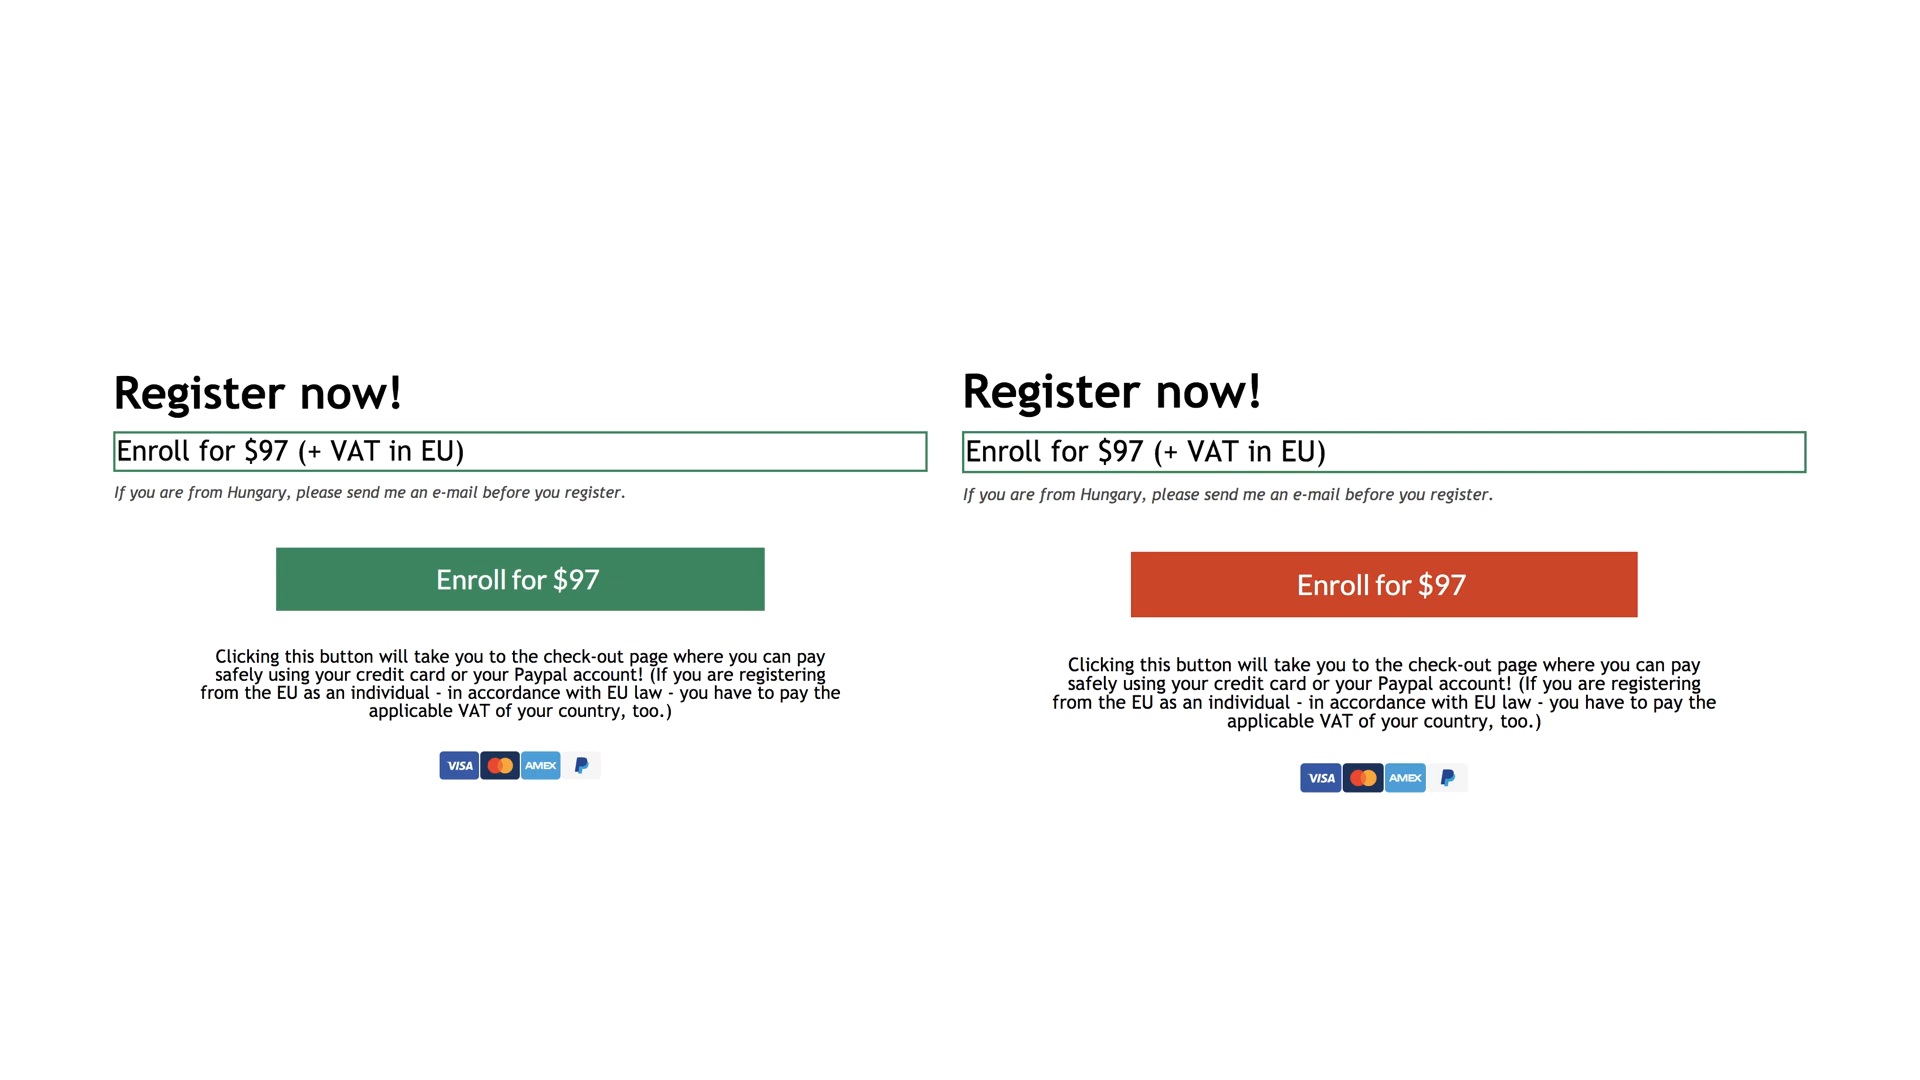 Register now!
Enroll for $97 (+ VAT in EU)
If you are from Hungary, please send me an e-mail before you register.
Enroll for $97
Clicking this button will take you to the check-out page where you can pay
safely using your credit card or your Paypal account! (If you are registering
from the EU as an individual - in accordance with EU law - you have to pay the
applicable VAT of your country, too.)
VISA AMEX
Register now!
Enroll for $97 (+ VAT in EU)
If you are from Hungary, please send me an e-mail before you register.
Enroll for $97
Clicking this button will take you to the check-out page where you can pay
safely using your credit card or your Paypal account! (If you are registering
from the EU as an individual - in accordance with EU law - you have to pay the
applicable VAT of your country, too.)
VISA AMEX